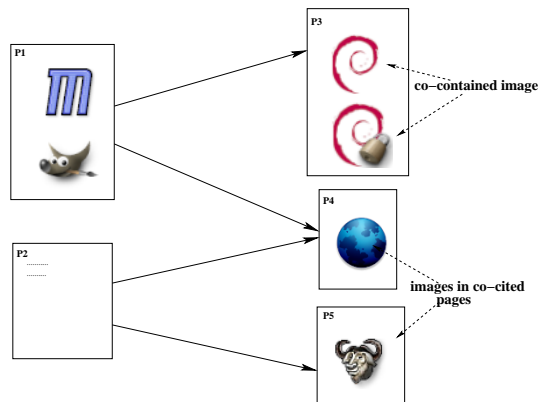 P1
P3
co-contained image
P2
P4
images in co-cited
pages
P5